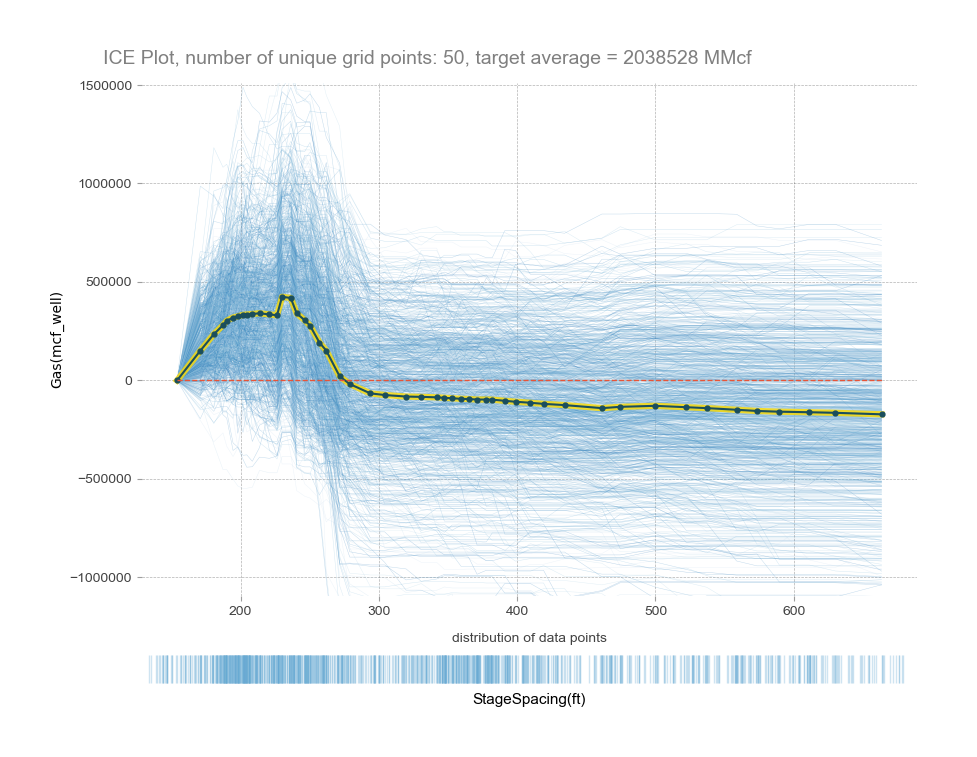 ICE Plot, number of unique grid points: 50, target average = 2038528 MMcf
1500000
1000000
500000
0
−500000
−1000000
Gas(mcf_well)
200 300 400 500 600
distribution of data points
StageSpacing(ft)